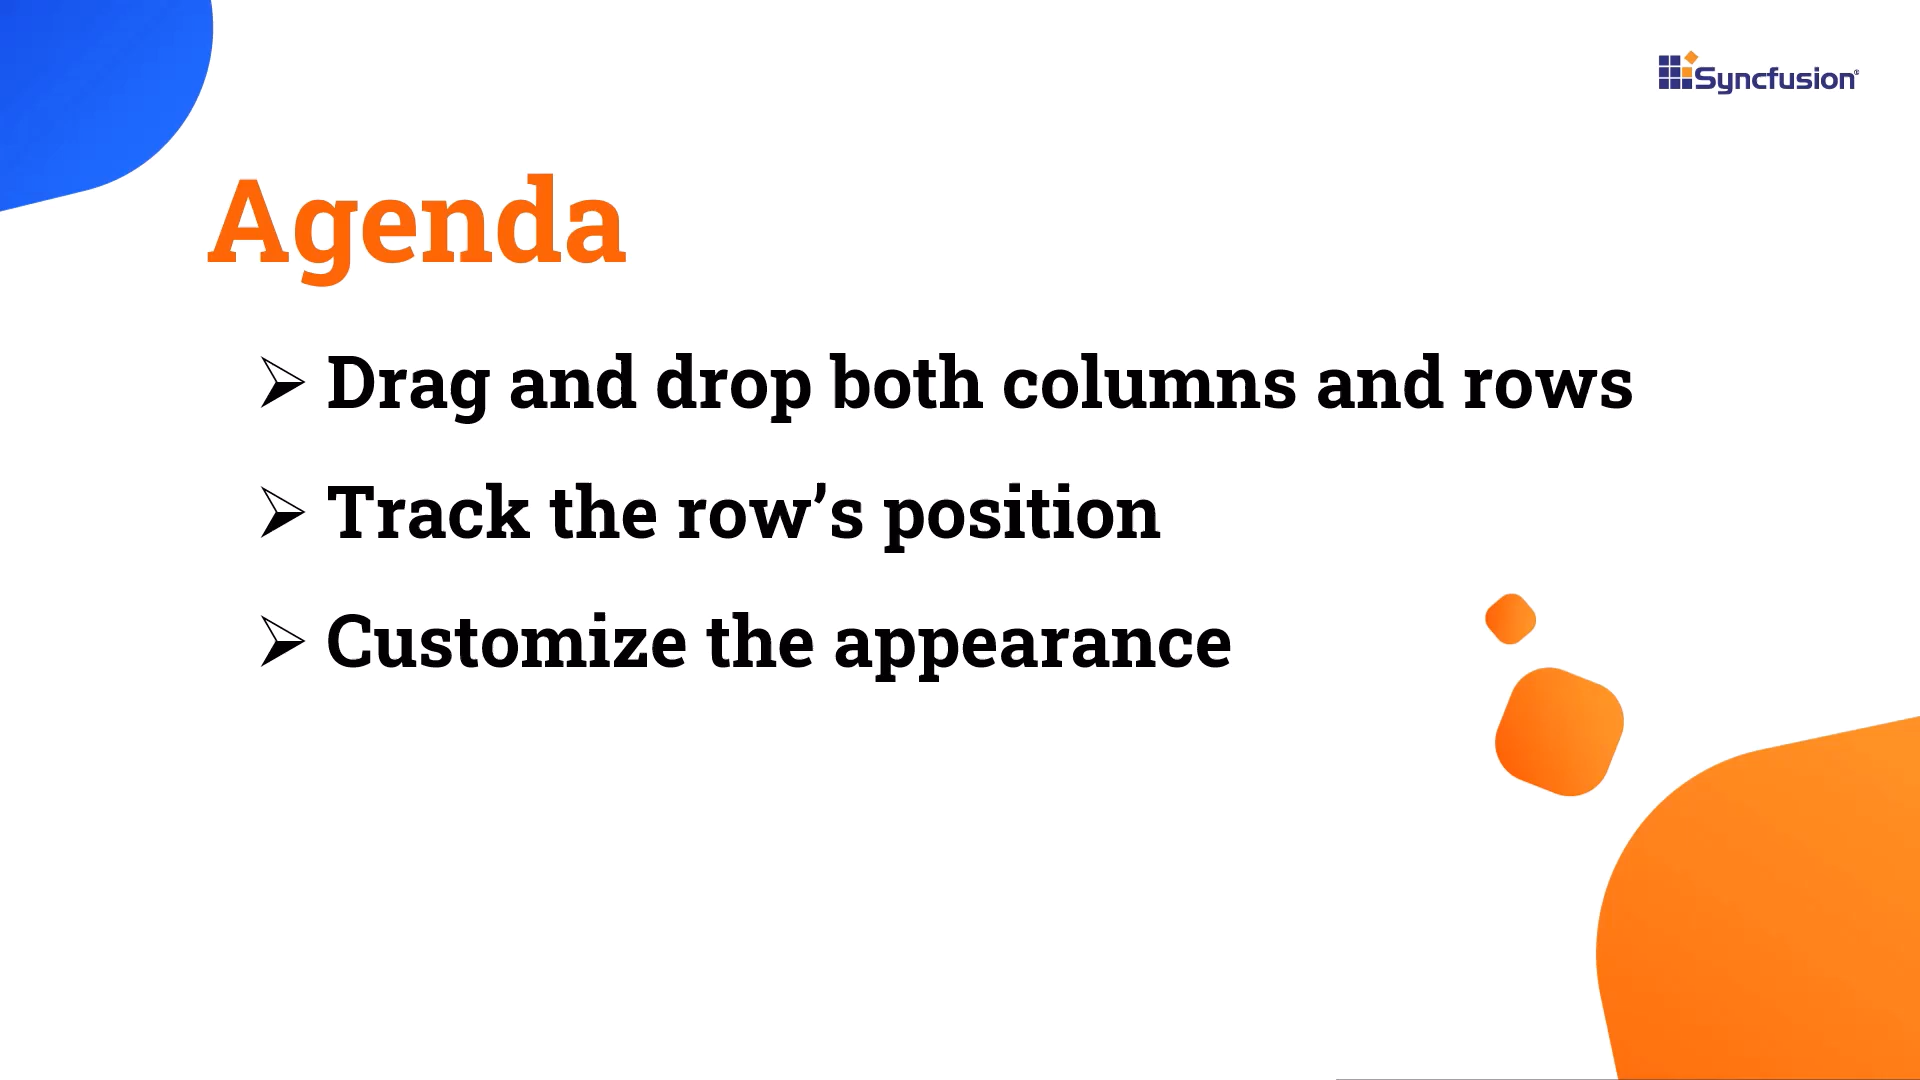 Syncfusion®
Agenda
➢ Drag and drop both columns and rows
➢ Track the row’s position
➢ Customize the appearance